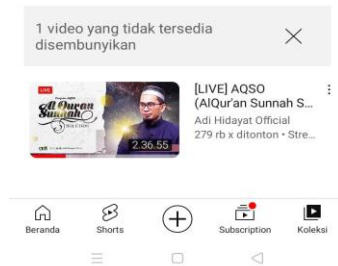 1 video yang tidak tersedia
disembunyikan
LIVE
Al Quran
Sunnah
2.36.55
[LIVE] AQSO
(AlQur'an Sunnah S...
Adi Hidayat Official
279 rb x ditonton • Stre...
Beranda
Shorts
Subscription
Koleksi